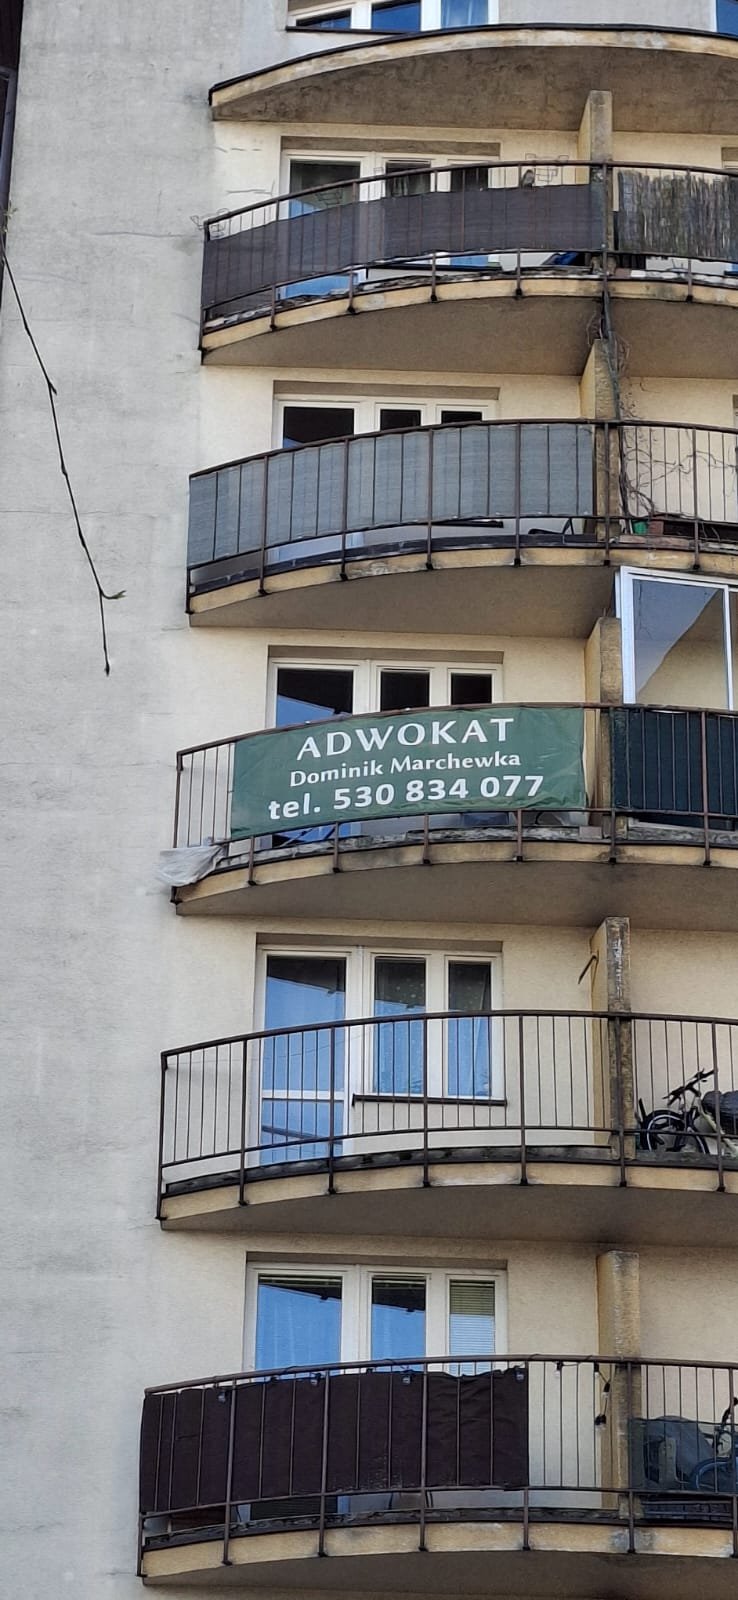 ADWOKAT
Dominik Marchewka
tel. 530 834 077